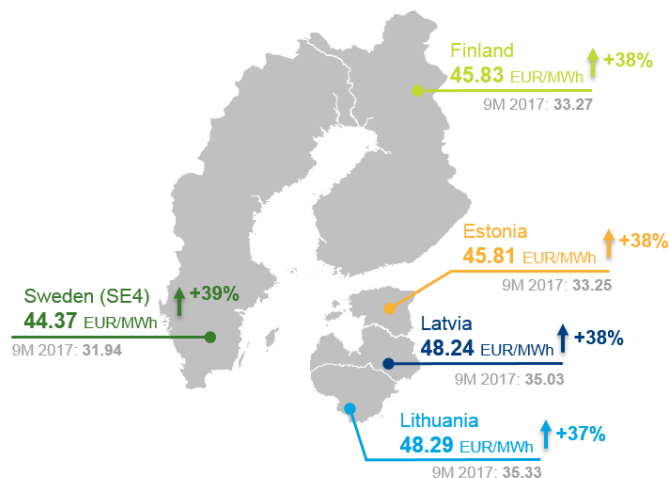 Finland
45.83 EUR/MWh +38%
9M 2017: 33.27
Estonia
45.81 EUR/MWh +38%
9M 2017: 33.25
Sweden (SE4) +39%
44.37 EUR/MWh
9M 2017: 31.94
Latvia
48.24 EUR/MWh +38%
9M 2017: 35.03
Lithuania
48.29 EUR/MWh +37%
9M 2017: 35.33